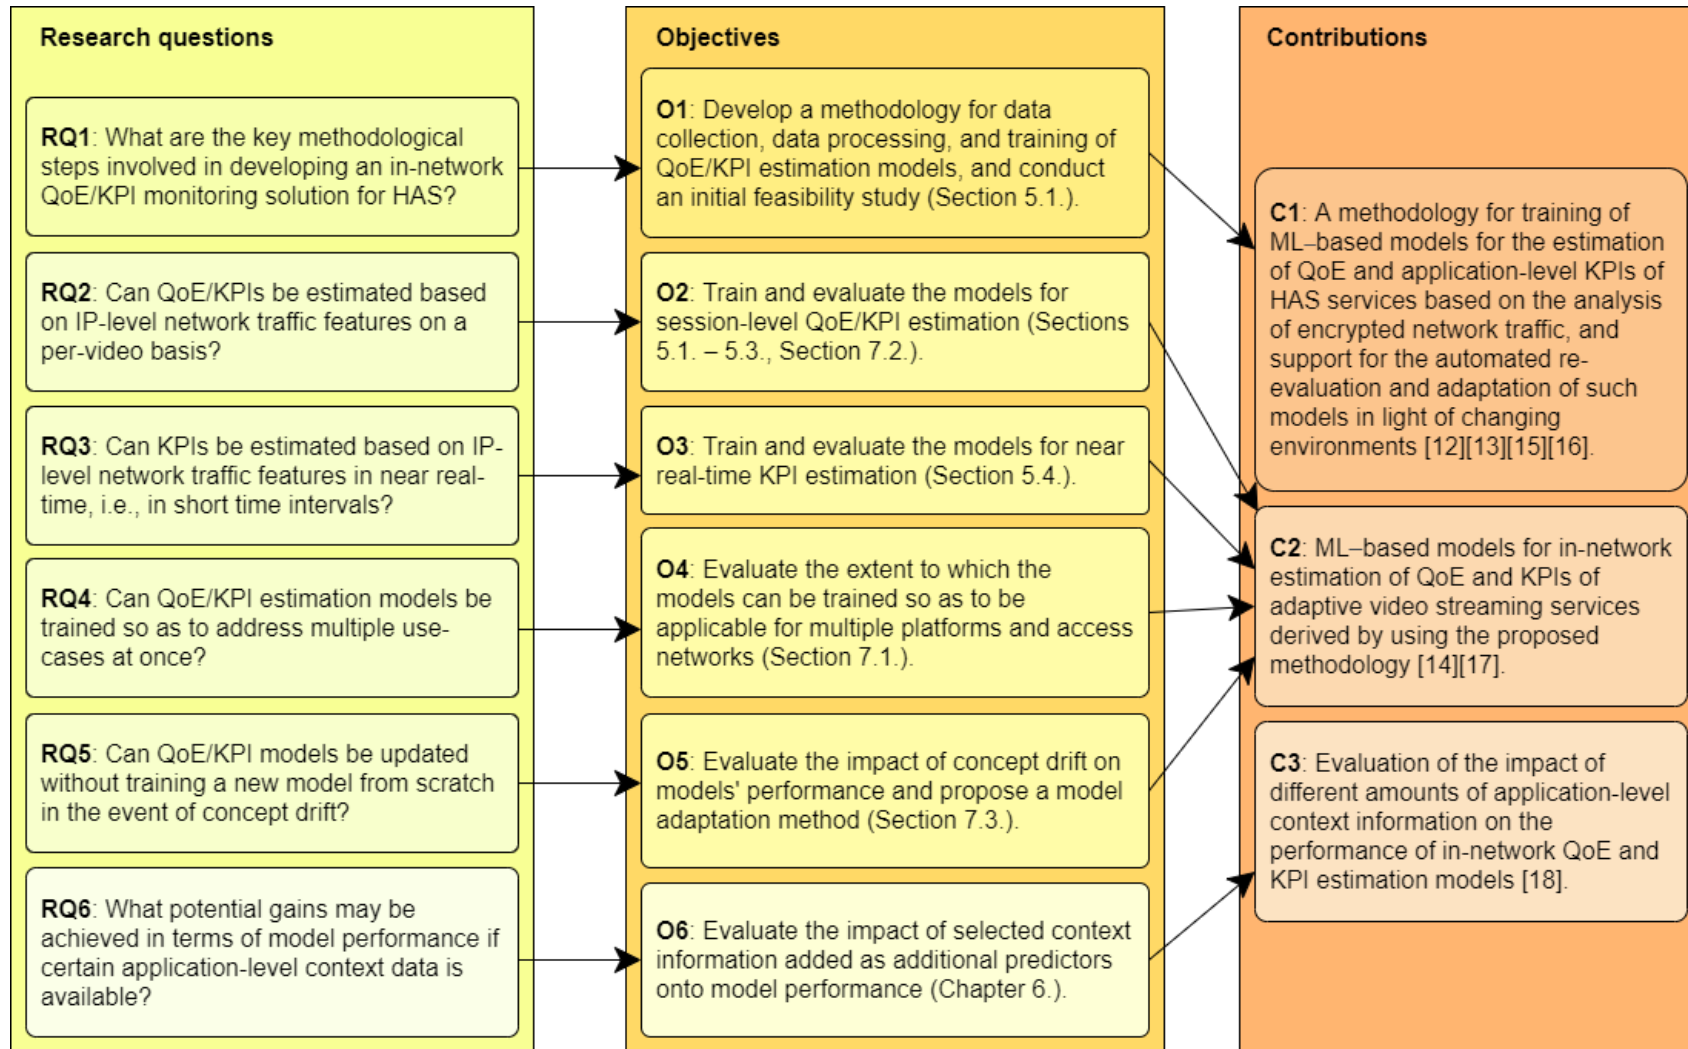 Research questions
RQ1: What are the key methodological
steps involved in developing an in-network
QoE/KPI monitoring solution for HAS?
RQ2: Can QoE/KPIs be estimated based
on IP-level network traffic features on a
per-video basis?
RQ3: Can KPIs be estimated based on IP-
level network traffic features in near real-
time, i.e., in short time intervals?
RQ4: Can QoE/KPI estimation models be
trained so as to address multiple use-
cases at once?
RQ5: Can QoE/KPI models be updated
without training a new model from scratch
in the event of concept drift?
RQ6: What potential gains may be
achieved in terms of model performance if
certain application-level context data is
available?
Objectives
O1: Develop a methodology for data
collection, data processing, and training of
QoE/KPI estimation models, and conduct
an initial feasibility study (Section 5.1.).
O2: Train and evaluate the models for
session-level QoE/KPI estimation (Sections
5.1. – 5.3., Section 7.2.).
O3: Train and evaluate the models for near
real-time KPI estimation (Section 5.4.).
O4: Evaluate the extent to which the
models can be trained so as to be
applicable for multiple platforms and access
networks (Section 7.1.).
O5: Evaluate the impact of concept drift on
models' performance and propose a model
adaptation method (Section 7.3.).
O6: Evaluate the impact of selected context
information added as additional predictors
onto model performance (Chapter 6.).
Contributions
C1: A methodology for training of
ML–based models for the estimation
of QoE and application-level KPIs of
HAS services based on the analysis
of encrypted network traffic, and
support for the automated re-
evaluation and adaptation of such
models in light of changing
environments [12][13][15][16].
C2: ML–based models for in-network
estimation of QoE and KPIs of
adaptive video streaming services
derived by using the proposed
methodology [14][17].
C3: Evaluation of the impact of
different amounts of application-level
context information on the
performance of in-network QoE and
KPI estimation models [18].